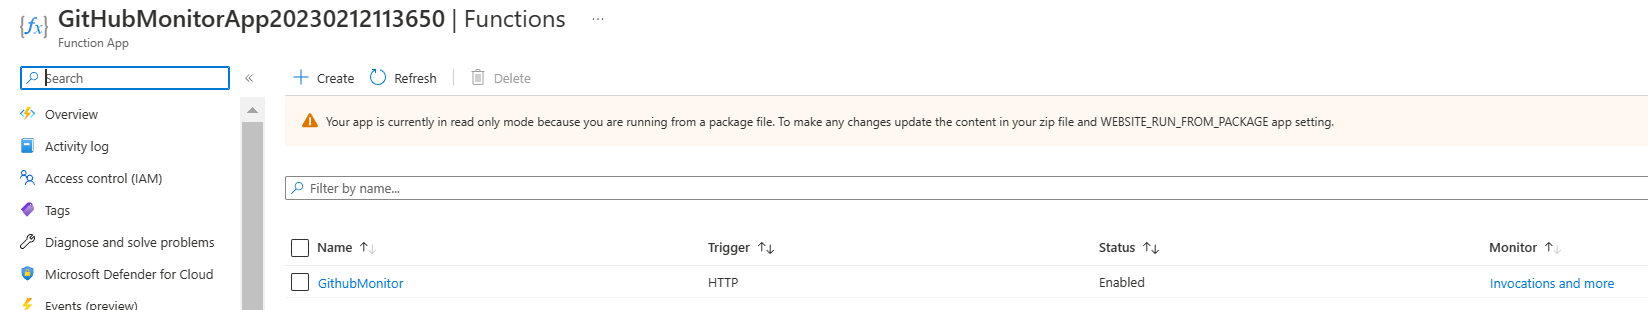 GitHubMonitorApp20230212113650 | Functions ...
Function App
Search
«
Create
Refresh
Delete
Overview
Your app is currently in read only mode because you are running from a package file. To make any changes update the content in your zip file and WEBSITE_RUN_FROM_PACKAGE app setting.
Activity log
Access control (IAM)
Filter by name...
Tags
Diagnose and solve problems
Name Trigger Status Monitor
Microsoft Defender for Cloud
GithubMonitor HTTP Enabled Invocations and more
Events (preview)